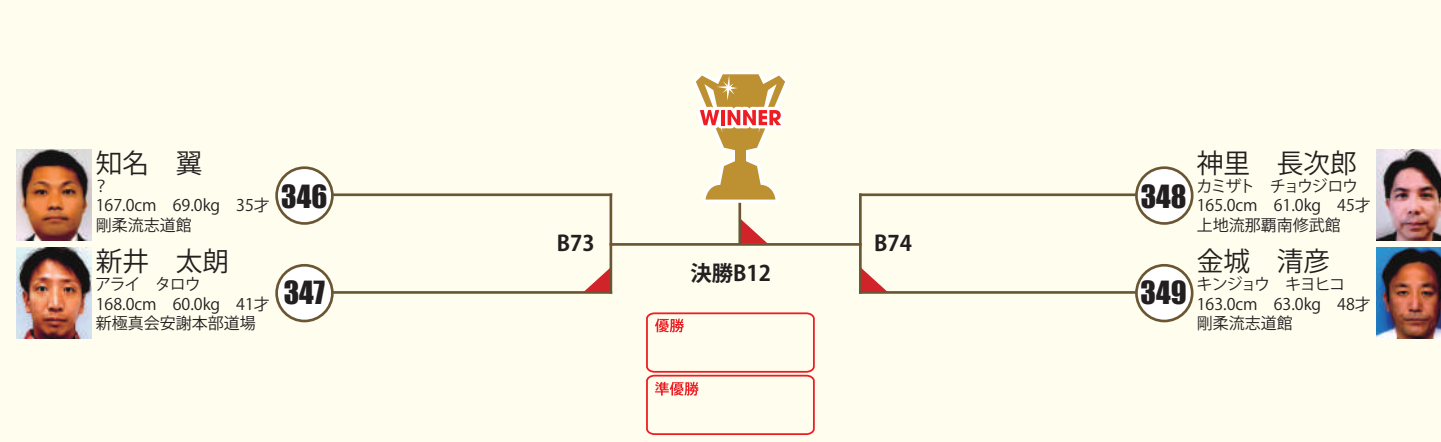 WINNER
知名　翼
?
167.0cm　69.0kg　35才
剛柔流志道館
346
新井　太朗
アライ　タロウ
168.0cm　60.0kg　41才
新極真会安謝本部道場
347
B73
決勝B12
B74
348
神里　長次郎
カミザト　チョウジロウ
165.0cm　61.0kg　45才
上地流那覇南修武館
349
金城　清彦
キンジョウ　キヨヒコ
163.0cm　63.0kg　48才
剛柔流志道館
優勝
準優勝